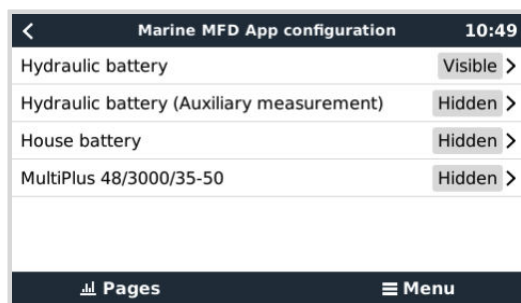 Marine MFD App configuration 10:49
Hydraulic battery Visible
Hydraulic battery (Auxiliary measurement) Hidden
House battery Hidden
MultiPlus 48/3000/35-50 Hidden
Pages Menu